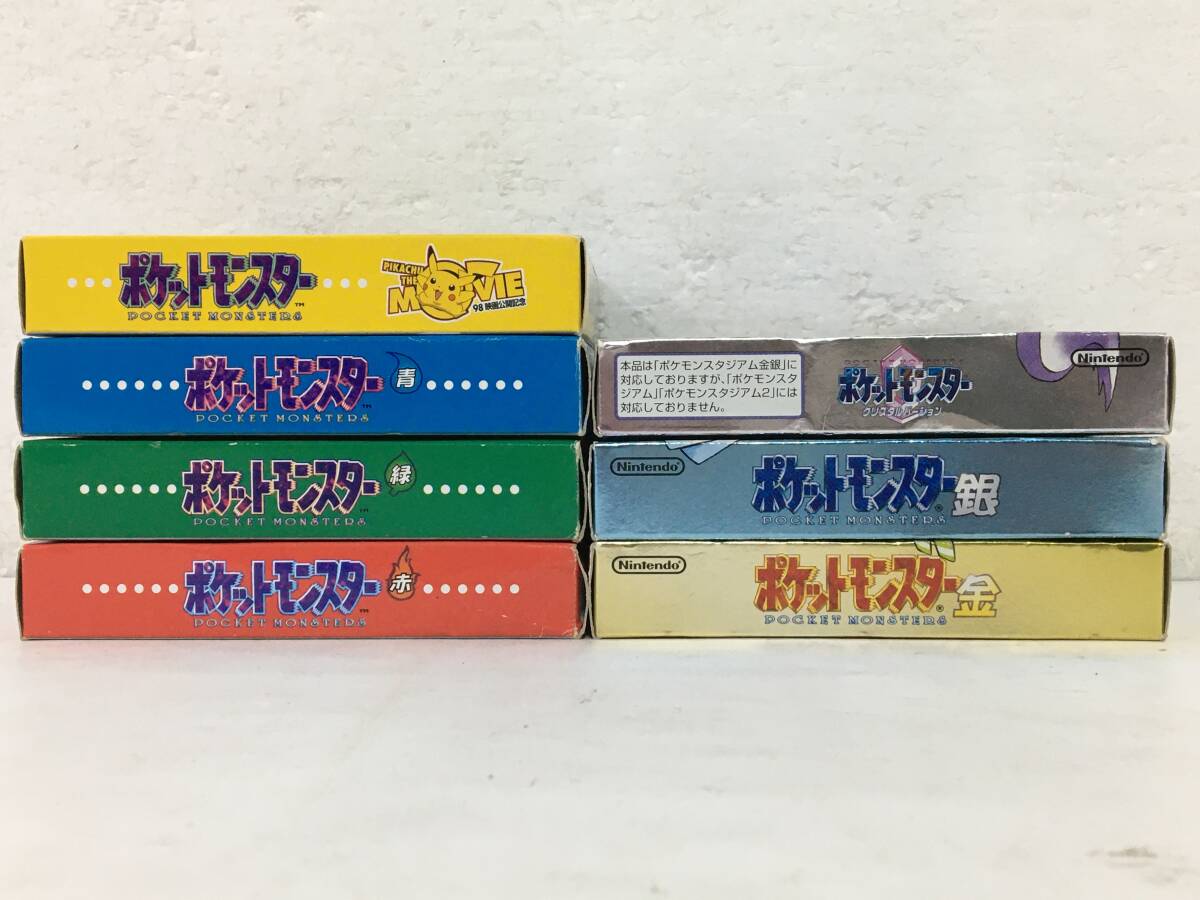 ポケットモンスター™
POCKET MONSTERS
PIKACHU
THE
MOVIE
98 映画公開記念
ポケットモンスター™ 青
POCKET MONSTERS
ポケットモンスター 緑
POCKET MONSTERS
ポケットモンスター™ 赤
POCKET MONSTERS
本品は「ポケモンスタジアム金銀」に
対応しておりますが、「ポケモンスタ
ジアム」「ポケモンスタジアム2」には
対応しておりません。
POCKET MONSTERS
ポケットモンスター
クリスタルバージョン
Nintendo®
Nintendo®
ポケットモンスター® 銀
POCKET MONSTERS
Nintendo®
ポケットモンスター® 金
POCKET MONSTERS